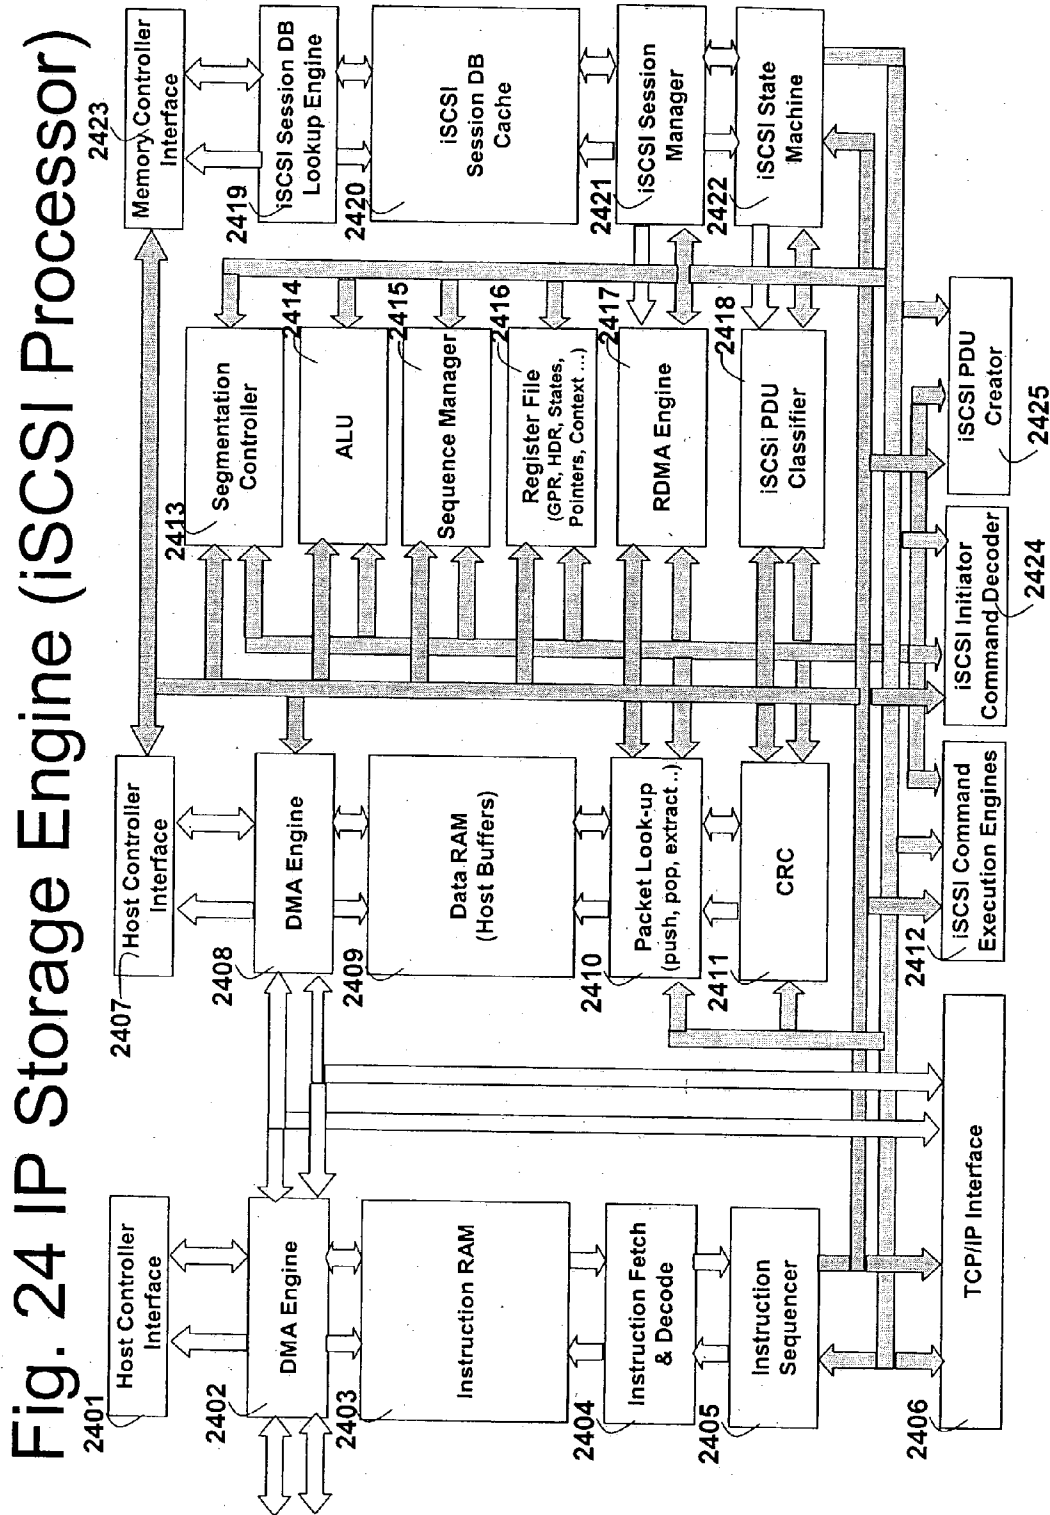 Fig. 24 IP Storage Engine (iSCSI Processor)
2401
Host Controller
Interface
2402
DMA Engine
2403
Instruction RAM
2404
Instruction Fetch
& Decode
2405
Instruction
Sequencer
2406
TCP/IP Interface
2407
Host Controller
Interface
2408
DMA Engine
2409
Data RAM
(Host Buffers)
2410
Packet Look-up
(push, pop, extract ..)
2411
CRC
2412
iSCSI Command
Execution Engines
2413
Segmentation
Controller
2414
ALU
2415
Sequence Manager
2416
Register File
(GPR, HDR, States,
Pointers, Context ...)
2417
RDMA Engine
2418
iSCSi PDU
Classifier
2423
Memory Controller
Interface
2419
iSCSI Session DB
Lookup Engine
2420
iSCSI
Session DB
Cache
2421
iSCSI Session
Manager
2422
iSCSI State
Machine
iSCSI Initiator
Command Decoder
2424
iSCSI PDU
Creator
2425